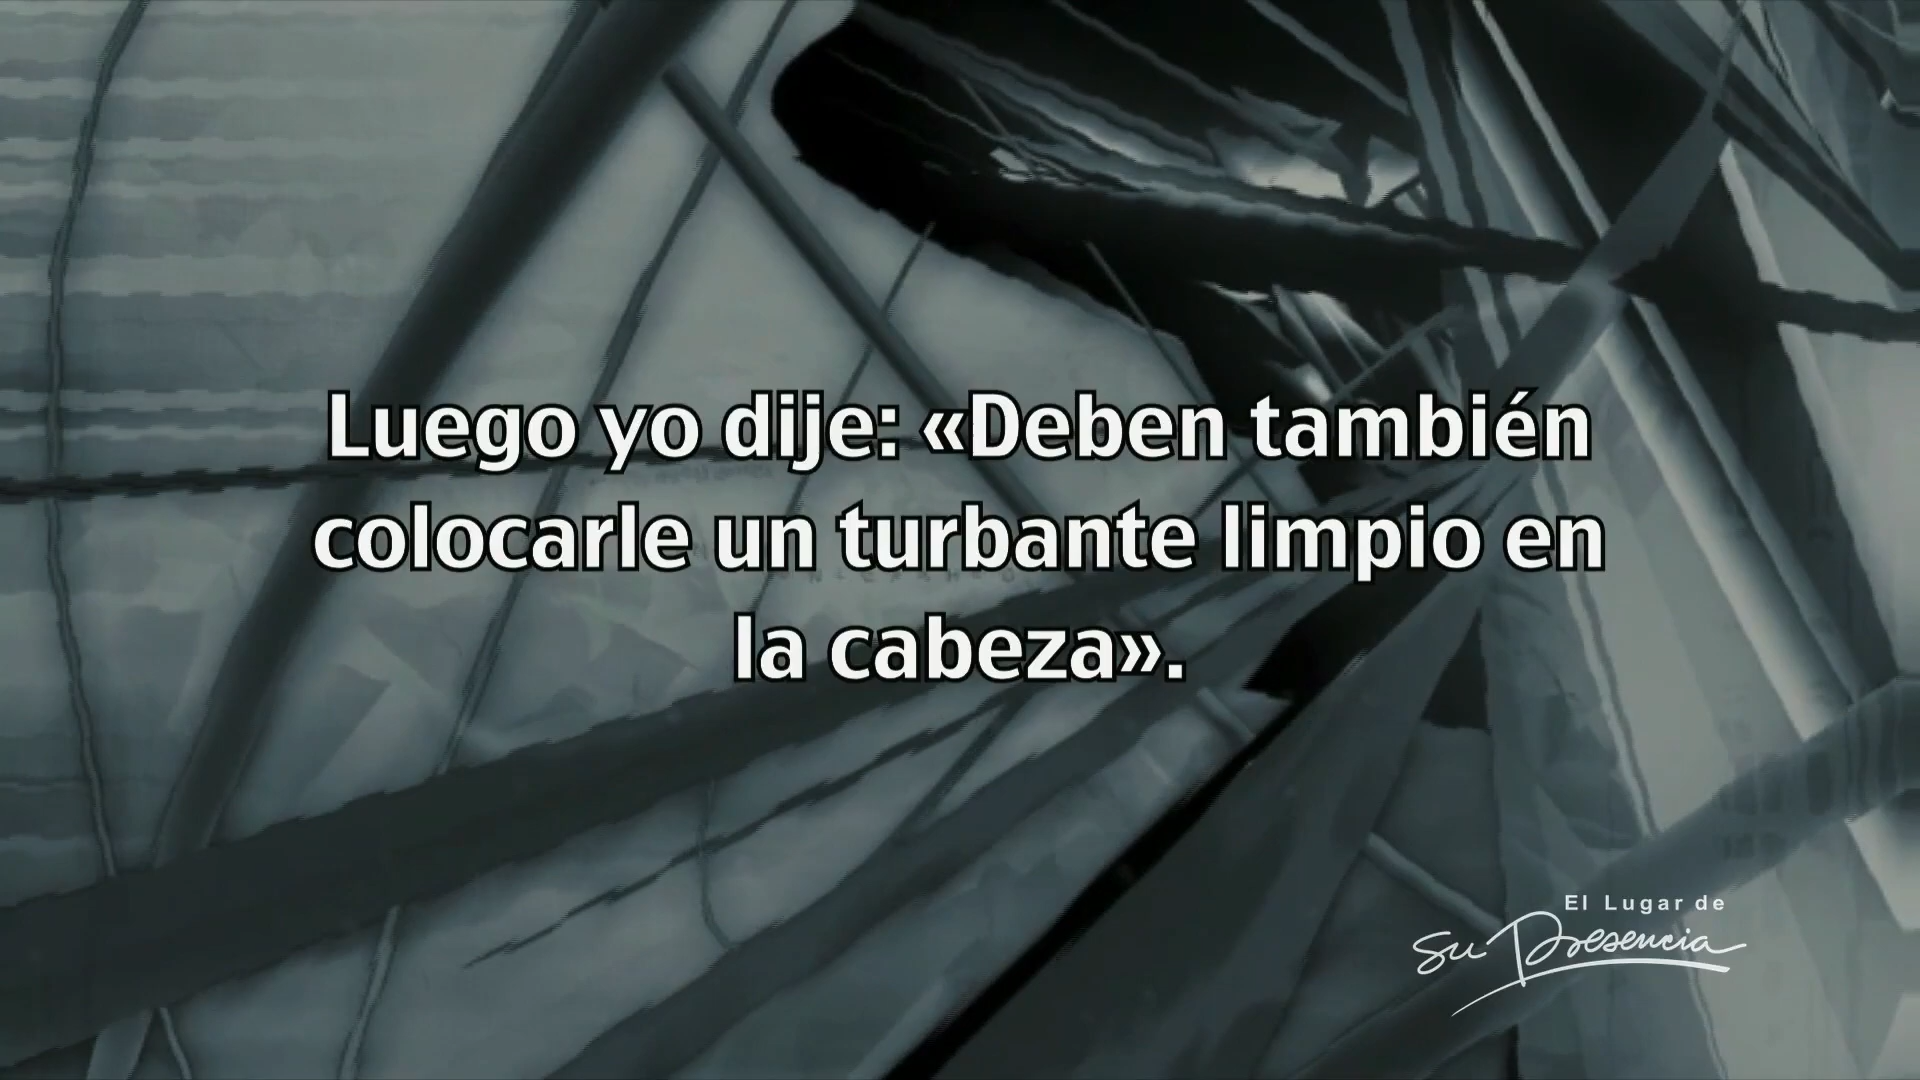 Luego yo dije: «Deben también
colocarle un turbante limpio en
la cabeza».
El Lugar de
Su Presencia